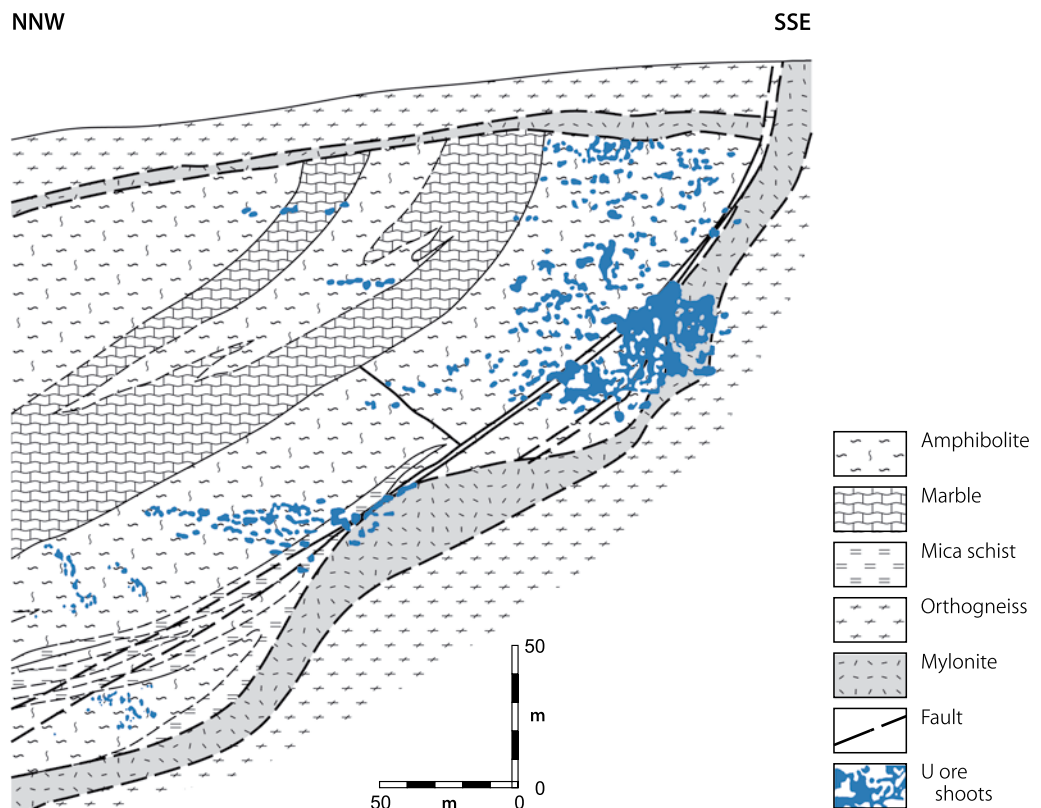 NNW
SSE
Amphibolite
Marble
Mica schist
Orthogneiss
Mylonite
Fault
U ore
shoots
50
m
0
50
m
0